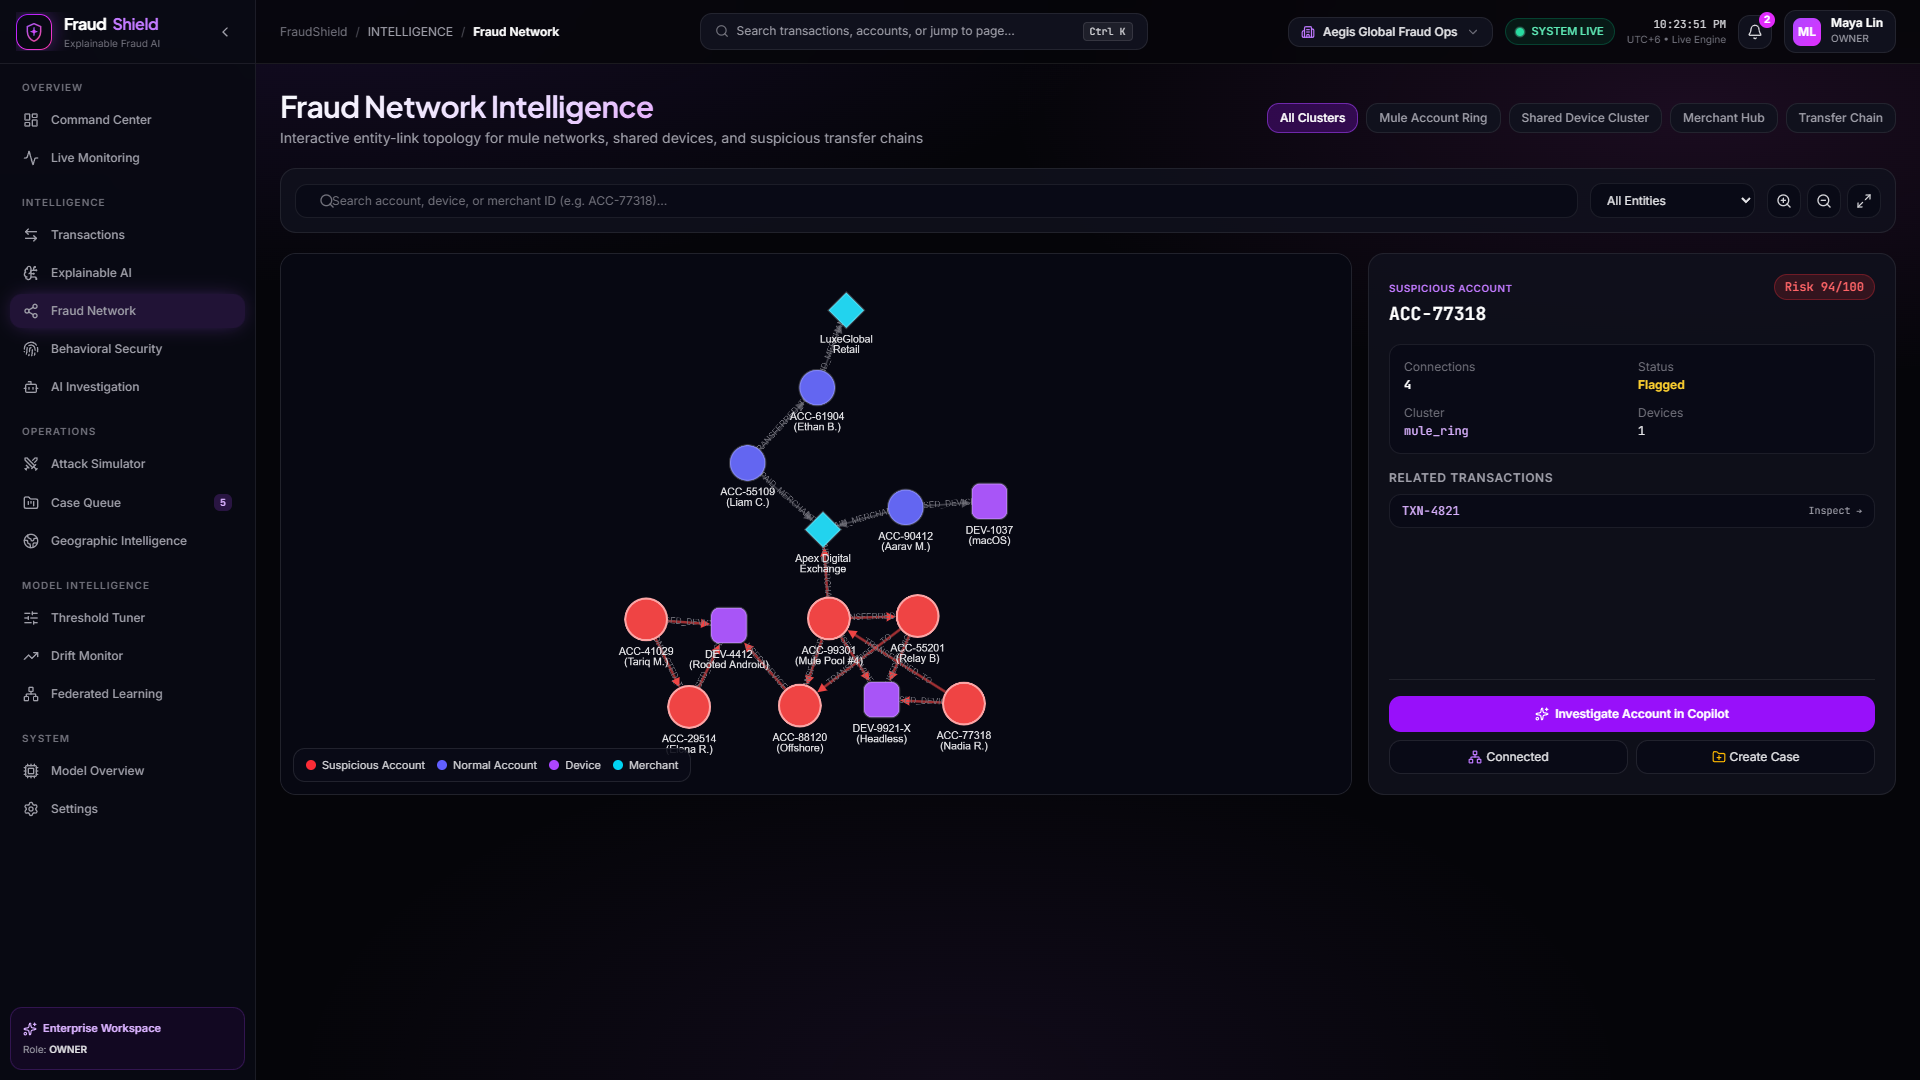 Fraud Shield
Explainable Fraud AI
FraudShield / INTELLIGENCE / Fraud Network
Search transactions, accounts, or jump to page...
Ctrl K
Aegis Global Fraud Ops
SYSTEM LIVE
10:23:51 PM
UTC+6 • Live Engine
2
ML
Maya Lin
OWNER
OVERVIEW
Command Center
Live Monitoring
INTELLIGENCE
Transactions
Explainable AI
Fraud Network
Behavioral Security
AI Investigation
OPERATIONS
Attack Simulator
Case Queue 5
Geographic Intelligence
MODEL INTELLIGENCE
Threshold Tuner
Drift Monitor
Federated Learning
SYSTEM
Model Overview
Settings
Enterprise Workspace
Role: OWNER
Fraud Network Intelligence
Interactive entity-link topology for mule networks, shared devices, and suspicious transfer chains
All Clusters
Mule Account Ring
Shared Device Cluster
Merchant Hub
Transfer Chain
Search account, device, or merchant ID (e.g. ACC-77318)...
All Entities
LuxeGlobal
Retail
ACC-61904
(Ethan B.)
ACC-55109
(Liam C.)
ACC-90412
(Aarav M.)
DEV-1037
(macOS)
Apex Digital
Exchange
ACC-41029
(Tariq M.)
DEV-4412
(Rooted Android)
ACC-99301
(Mule Pool #4)
ACC-55201
(Relay B)
ACC-29514
(Elena R.)
ACC-88120
(Offshore)
DEV-9921-X
(Headless)
ACC-77318
(Nadia R.)
Suspicious Account
Normal Account
Device
Merchant
SUSPICIOUS ACCOUNT
Risk 94/100
ACC-77318
Connections
4
Status
Flagged
Cluster
mule_ring
Devices
1
RELATED TRANSACTIONS
TXN-4821
Inspect →
Investigate Account in Copilot
Connected
Create Case